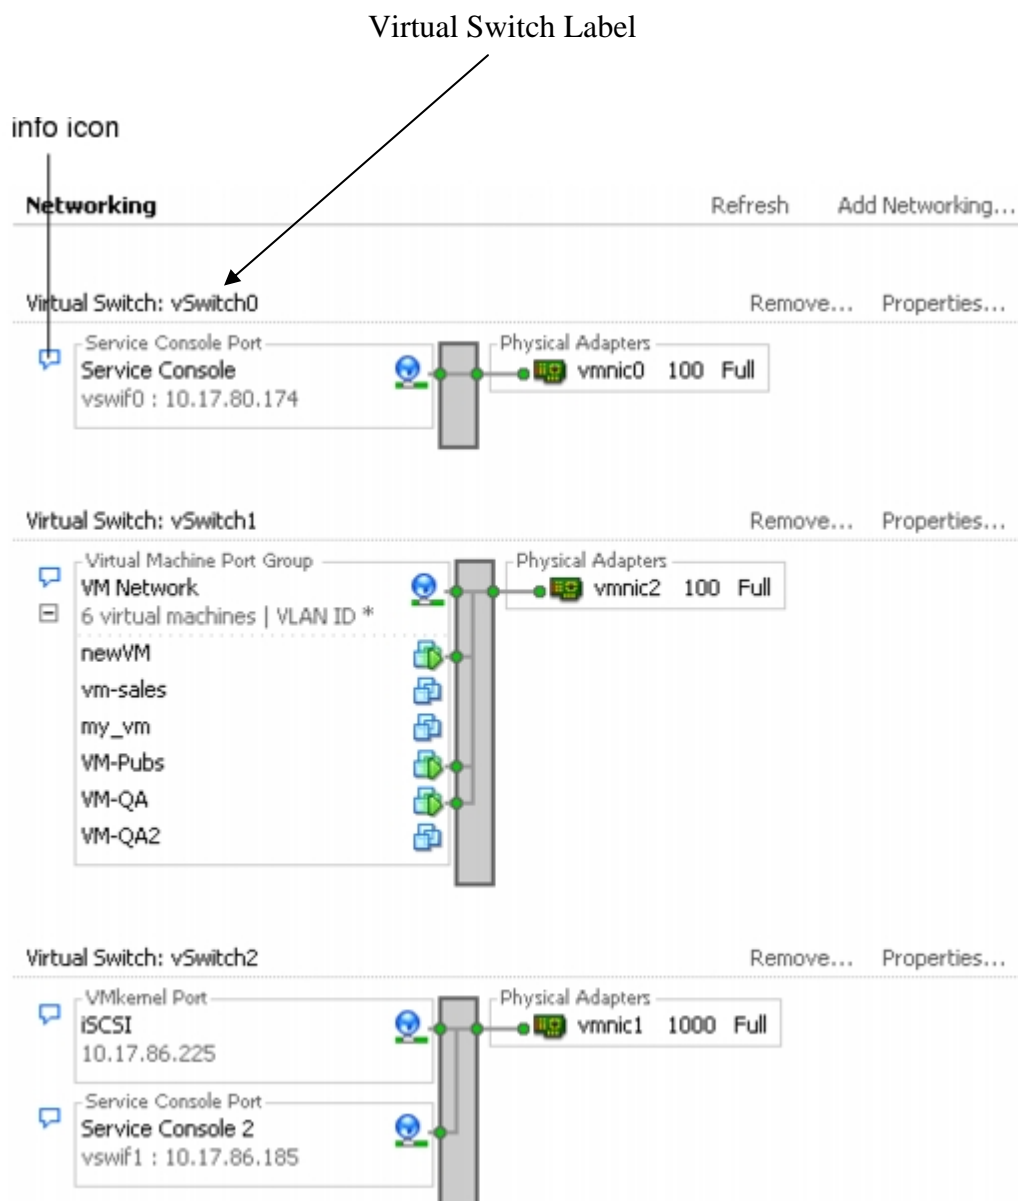 Virtual Switch Label
info icon
Networking Refresh Add Networking...
Virtual Switch: vSwitch0 Remove... Properties...
Service Console Port Physical Adapters
Service Console vmnic0 100 Full
vswif0 : 10.17.80.174
Virtual Switch: vSwitch1 Remove... Properties...
Virtual Machine Port Group Physical Adapters
VM Network vmnic2 100 Full
6 virtual machines | VLAN ID *
newVM
vm-sales
my_vm
VM-Pubs
VM-QA
VM-QA2
Virtual Switch: vSwitch2 Remove... Properties...
VMkernel Port Physical Adapters
iSCSI vmnic1 1000 Full
10.17.86.225
Service Console Port
Service Console 2
vswif1 : 10.17.86.185